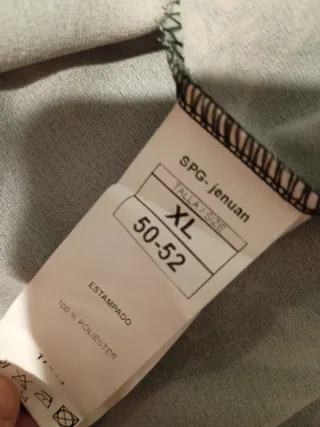 SPG- jenuan
TALLA / SIZE
XL
50-52
ESTAMPADO
100 % POLIESTER